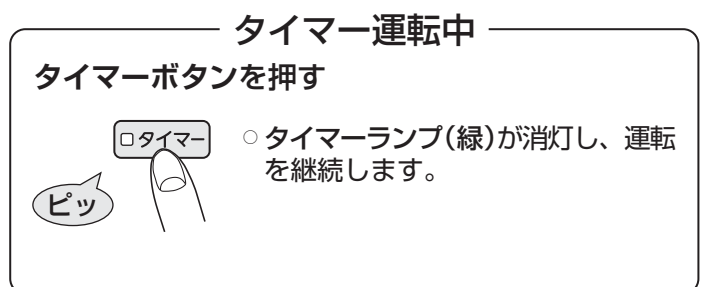 タイマー運転中
タイマーボタンを押す
タイマー
○タイマーランプ(緑)が消灯し、運転
を継続します。
ピッ